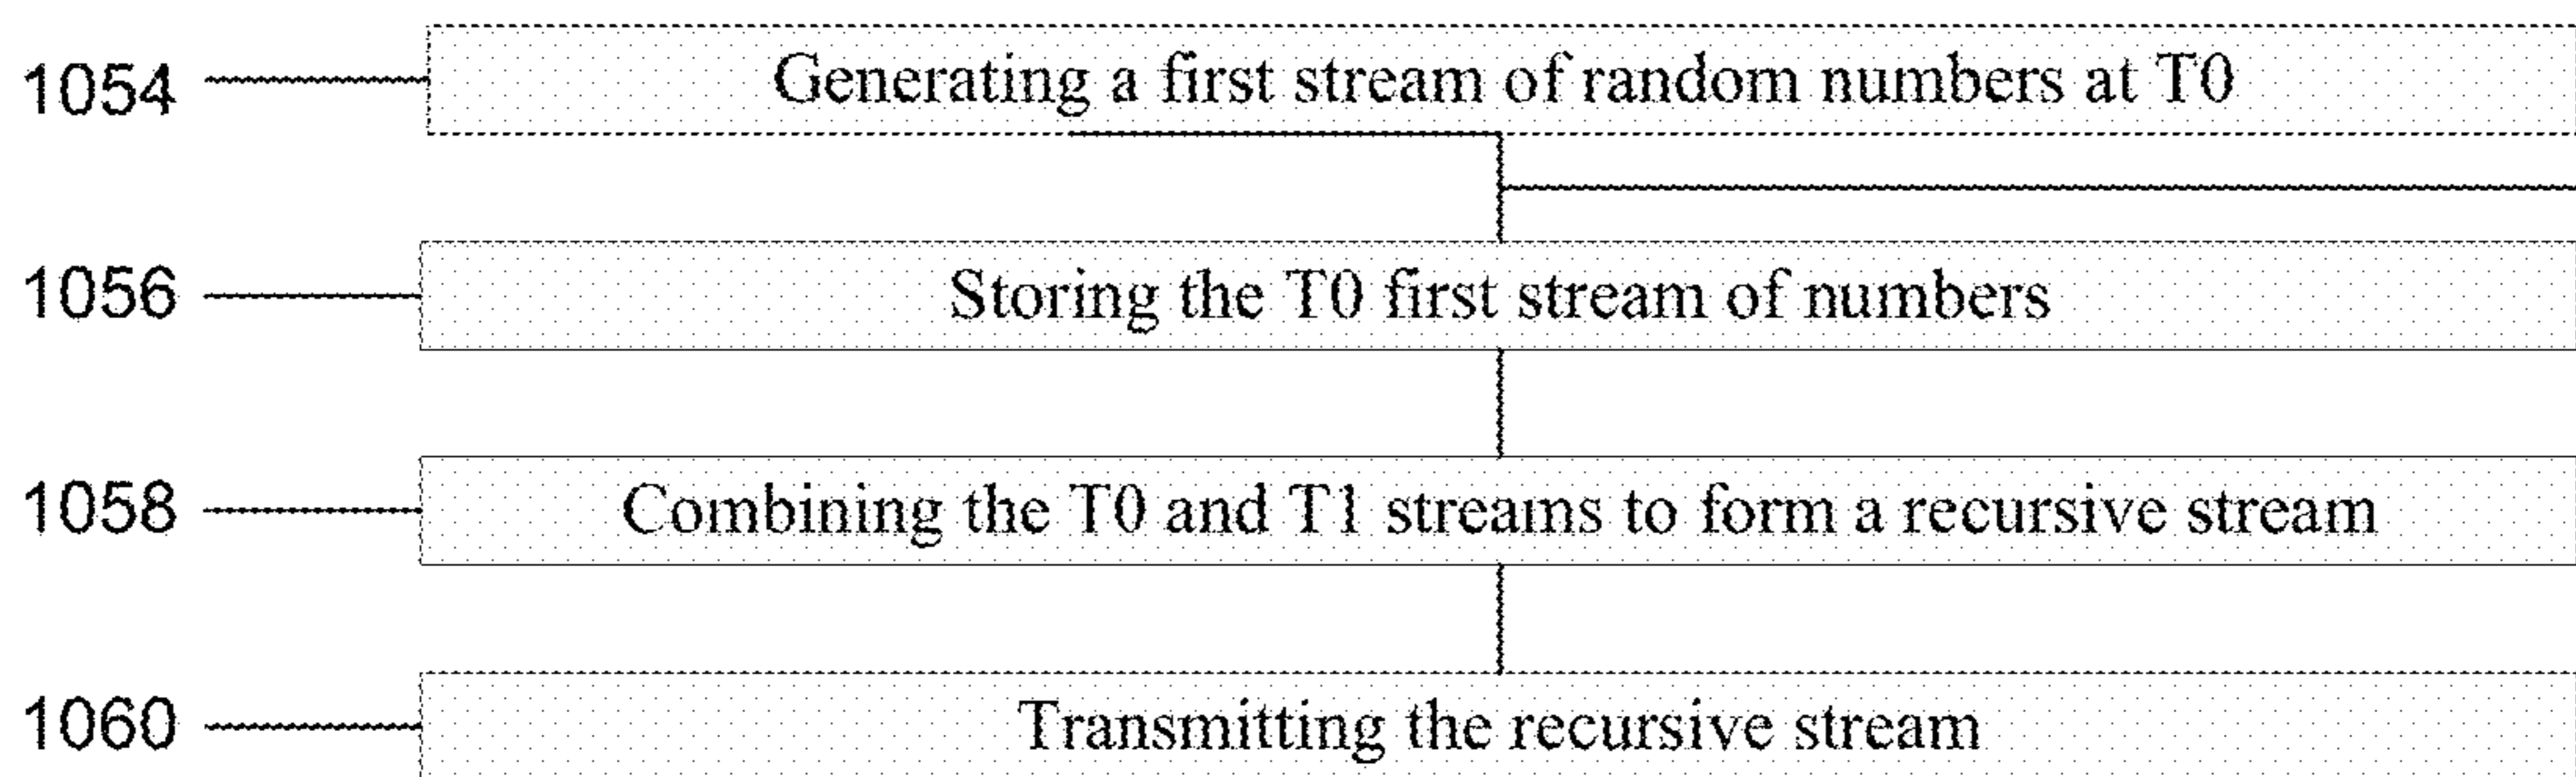 1054 Generating a first stream of random numbers at T0
1056 Storing the T0 first stream of numbers
1058 Combining the T0 and T1 streams to form a recursive stream
1060 Transmitting the recursive stream